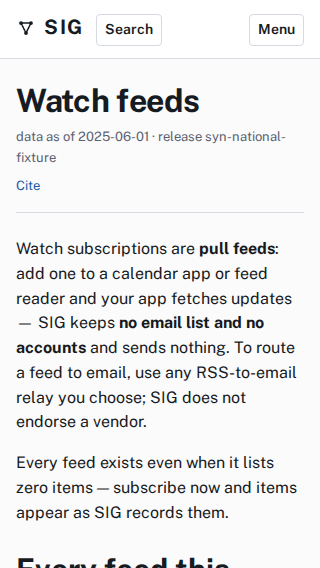 SIG
Search
Menu
Watch feeds
data as of 2025-06-01 · release syn-national-
fixture
Cite
Watch subscriptions are pull feeds:
add one to a calendar app or feed
reader and your app fetches updates
— SIG keeps no email list and no
accounts and sends nothing. To route
a feed to email, use any RSS-to-email
relay you choose; SIG does not
endorse a vendor.
Every feed exists even when it lists
zero items — subscribe now and items
appear as SIG records them.
Every feed this